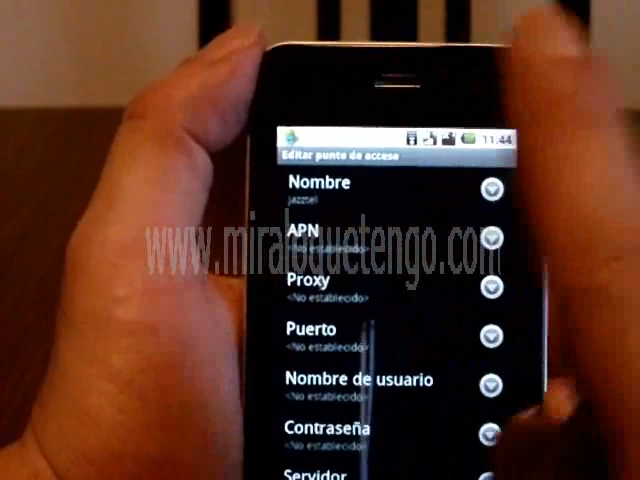 11:44
Editar punto de acceso
Nombre
jazztel
APN
<No establecido>
www.miraloquetengo.com
Proxy
<No establecido>
Puerto
<No establecido>
Nombre de usuario
<No establecido>
Contraseña
<No establecido>
Servidor